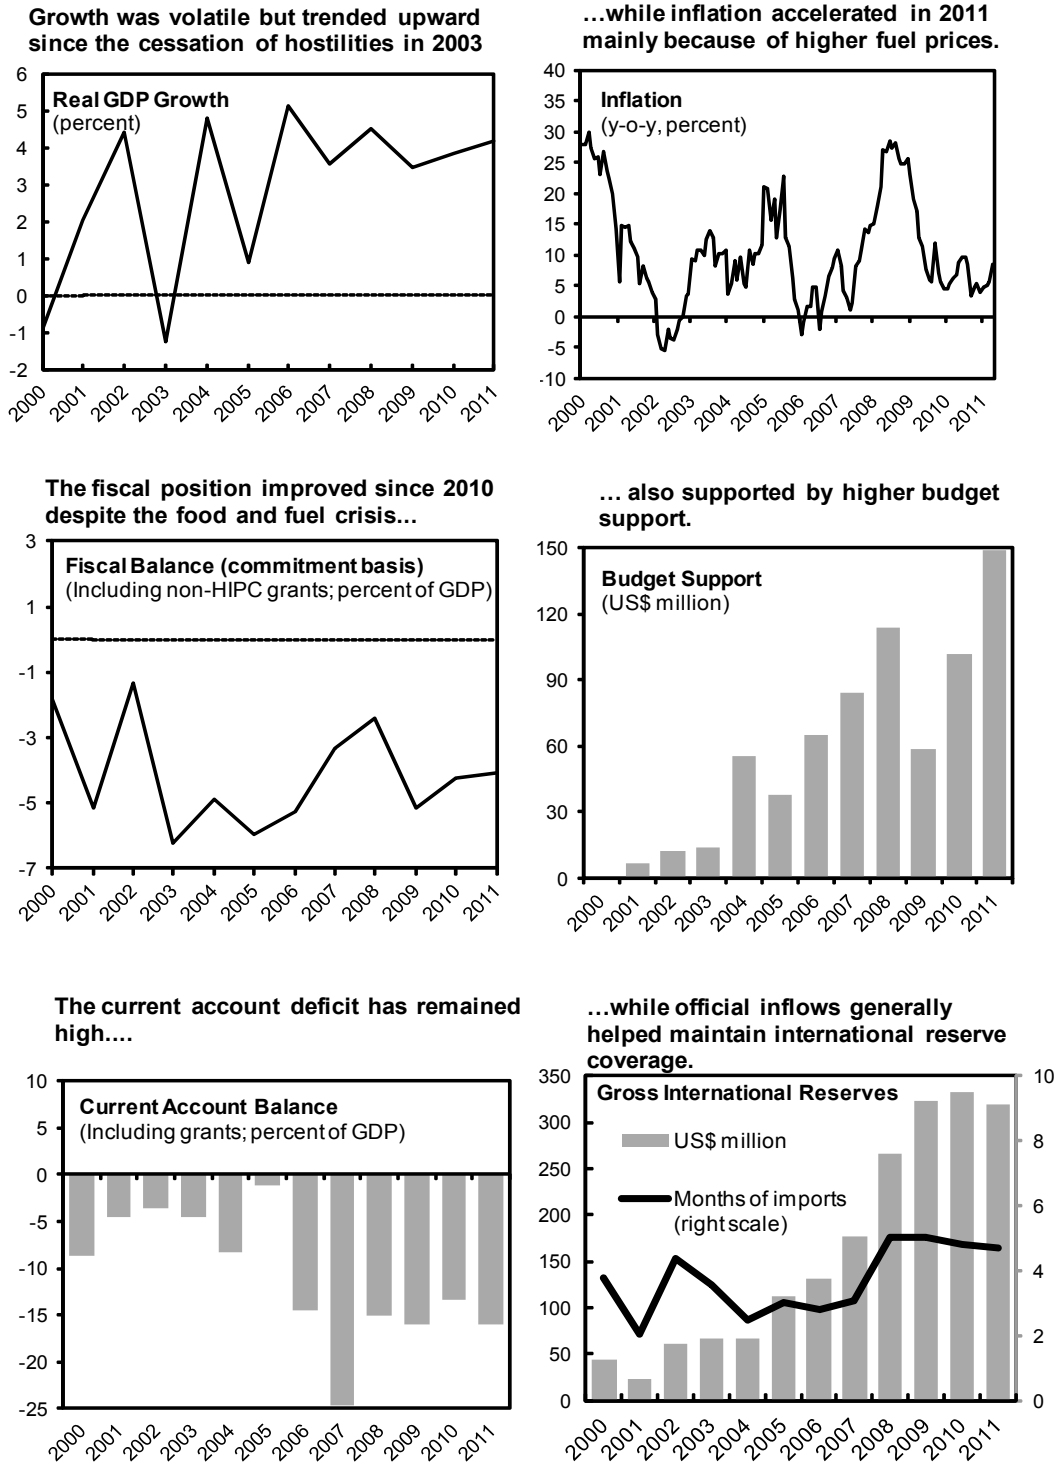 Growth was volatile but trended upward
since the cessation of hostilities in 2003
6
5
4
3
2
1
0
-1
-2
Real GDP Growth
(percent)
2000 2001 2002 2003 2004 2005 2006 2007 2008 2009 2010 2011
…while inflation accelerated in 2011
mainly because of higher fuel prices.
40
35
30
25
20
15
10
5
0
-5
-10
Inflation
(y-o-y, percent)
2000 2001 2002 2003 2004 2005 2006 2007 2008 2009 2010 2011
The fiscal position improved since 2010
despite the food and fuel crisis…
3
1
-1
-3
-5
-7
Fiscal Balance (commitment basis)
(Including non-HIPC grants; percent of GDP)
2000 2001 2002 2003 2004 2005 2006 2007 2008 2009 2010 2011
… also supported by higher budget
support.
150
120
90
60
30
0
Budget Support
(US$ million)
2000 2001 2002 2003 2004 2005 2006 2007 2008 2009 2010 2011
The current account deficit has remained
high….
10
5
0
-5
-10
-15
-20
-25
Current Account Balance
(Including grants; percent of GDP)
2000 2001 2002 2003 2004 2005 2006 2007 2008 2009 2010 2011
…while official inflows generally
helped maintain international reserve
coverage.
350
300
250
200
150
100
50
0
Gross International Reserves
US$ million
Months of imports
(right scale)
10
8
6
4
2
0
2000 2001 2002 2003 2004 2005 2006 2007 2008 2009 2010 2011